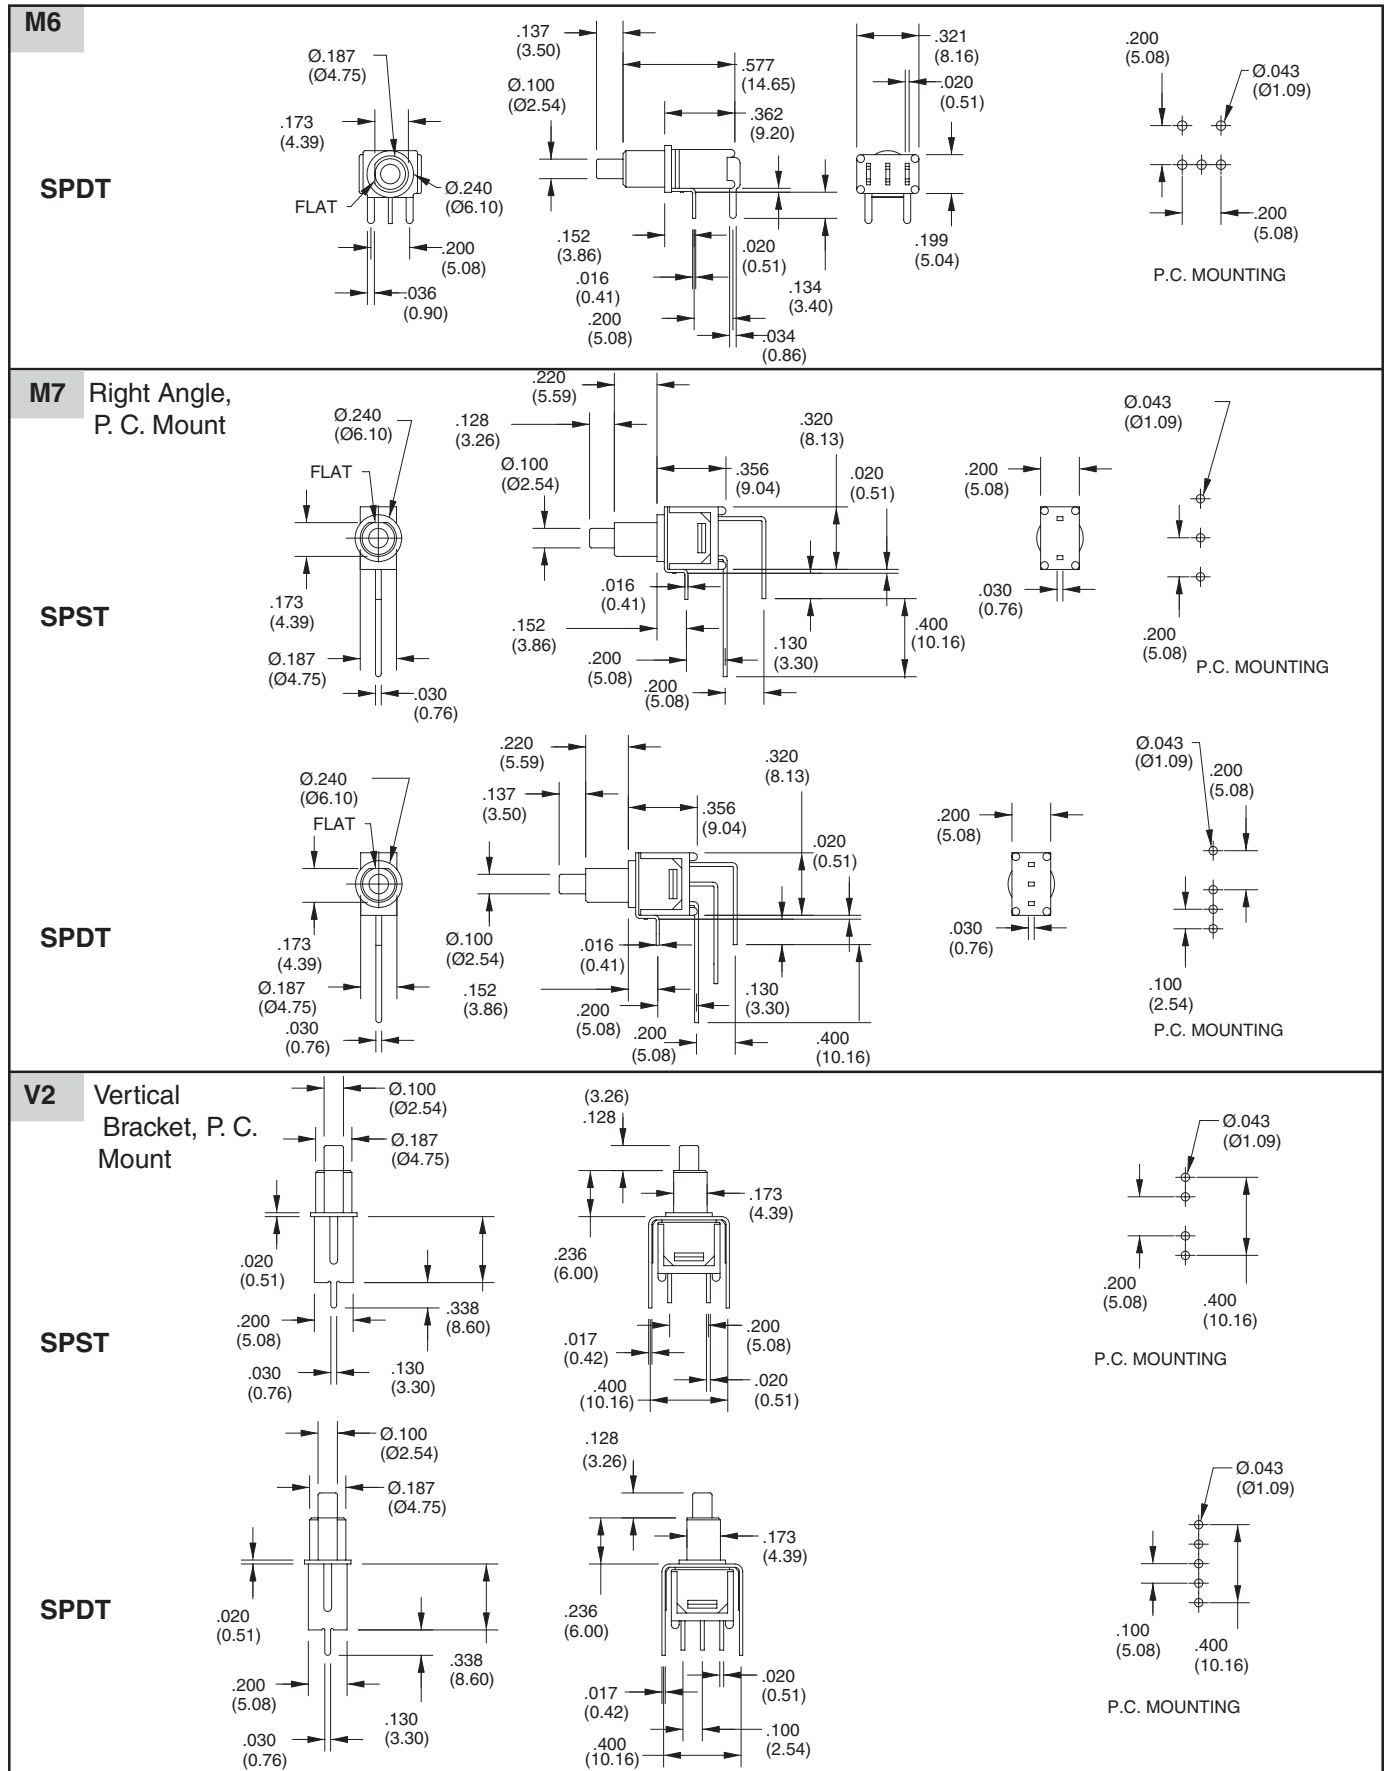 M6
SPDT
Ø.187
(Ø4.75)
.173
(4.39)
FLAT
Ø.240
(Ø6.10)
.200
(5.08)
.036
(0.90)
.137
(3.50)
Ø.100
(Ø2.54)
.577
(14.65)
.362
(9.20)
.152
(3.86)
.016
(0.41)
.200
(5.08)
.020
(0.51)
.134
(3.40)
.034
(0.86)
.321
(8.16)
.020
(0.51)
.199
(5.04)
.200
(5.08)
Ø.043
(Ø1.09)
.200
(5.08)
P.C. MOUNTING
M7 Right Angle,
P. C. Mount
SPST
Ø.240
(Ø6.10)
FLAT
.173
(4.39)
Ø.187
(Ø4.75)
.030
(0.76)
.220
(5.59)
.128
(3.26)
Ø.100
(Ø2.54)
.356
(9.04)
.320
(8.13)
.020
(0.51)
.016
(0.41)
.152
(3.86)
.200
(5.08)
.200
(5.08)
.130
(3.30)
.400
(10.16)
.200
(5.08)
.030
(0.76)
Ø.043
(Ø1.09)
.200
(5.08)
P.C. MOUNTING
SPDT
Ø.240
(Ø6.10)
FLAT
.173
(4.39)
Ø.187
(Ø4.75)
.030
(0.76)
.220
(5.59)
.137
(3.50)
Ø.100
(Ø2.54)
.152
(3.86)
.356
(9.04)
.320
(8.13)
.020
(0.51)
.016
(0.41)
.200
(5.08)
.200
(5.08)
.130
(3.30)
.400
(10.16)
.200
(5.08)
.030
(0.76)
Ø.043
(Ø1.09)
.200
(5.08)
.100
(2.54)
P.C. MOUNTING
V2 Vertical
Bracket, P. C.
Mount
SPST
Ø.100
(Ø2.54)
Ø.187
(Ø4.75)
.020
(0.51)
.200
(5.08)
.030
(0.76)
.338
(8.60)
.130
(3.30)
(3.26)
.128
.173
(4.39)
.236
(6.00)
.017
(0.42)
.200
(5.08)
.400
(10.16)
.020
(0.51)
Ø.043
(Ø1.09)
.200
(5.08)
.400
(10.16)
P.C. MOUNTING
SPDT
Ø.100
(Ø2.54)
Ø.187
(Ø4.75)
.020
(0.51)
.200
(5.08)
.030
(0.76)
.338
(8.60)
.130
(3.30)
.128
(3.26)
.173
(4.39)
.236
(6.00)
.017
(0.42)
.020
(0.51)
.400
(10.16)
.100
(2.54)
Ø.043
(Ø1.09)
.100
(5.08)
.400
(10.16)
P.C. MOUNTING